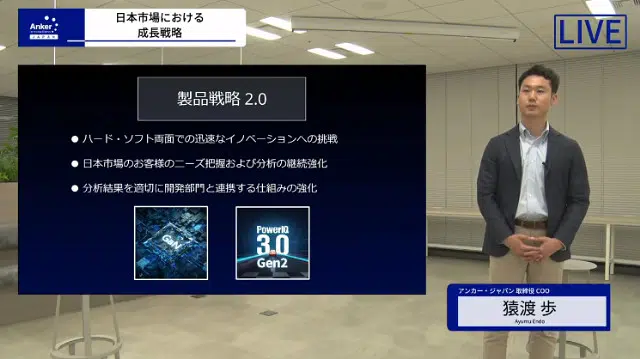 Anker
JAPAN
日本市場における
成長戦略
LIVE
製品戦略 2.0
● ハード・ソフト両面での迅速なイノベーションへの挑戦
● 日本市場のお客様のニーズ把握および分析の継続強化
● 分析結果を適切に開発部門と連携する仕組みの強化
GaN
PowerIQ
3.0
Gen2
アンカー・ジャパン 取締役 COO
猿渡 歩
Ayumu Endo